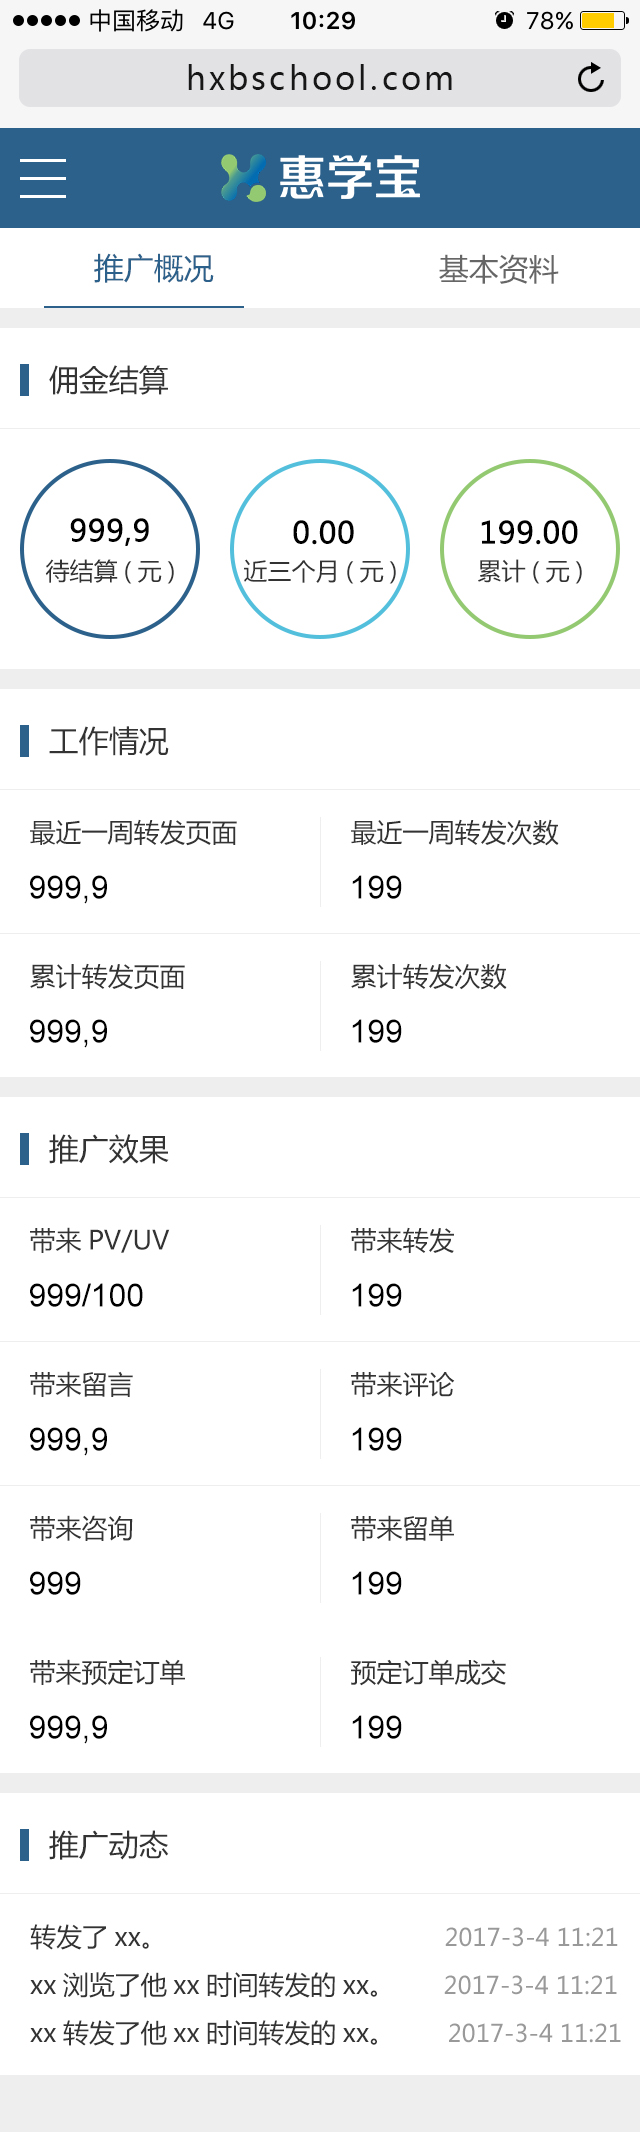 中国移动 4G 10:29 78%
hxbschool.com
惠学宝
推广概况 基本资料
佣金结算
999,9 0.00 199.00
待结算(元) 近三个月(元) 累计(元)
工作情况
最近一周转发页面 最近一周转发次数
999,9 199
累计转发页面 累计转发次数
999,9 199
推广效果
带来 PV/UV 带来转发
999/100 199
带来留言 带来评论
999,9 199
带来咨询 带来留单
999 199
带来预定订单 预定订单成交
999,9 199
推广动态
转发了 xx。 2017-3-4 11:21
xx 浏览了他 xx 时间转发的 xx。 2017-3-4 11:21
xx 转发了他 xx 时间转发的 xx。 2017-3-4 11:21